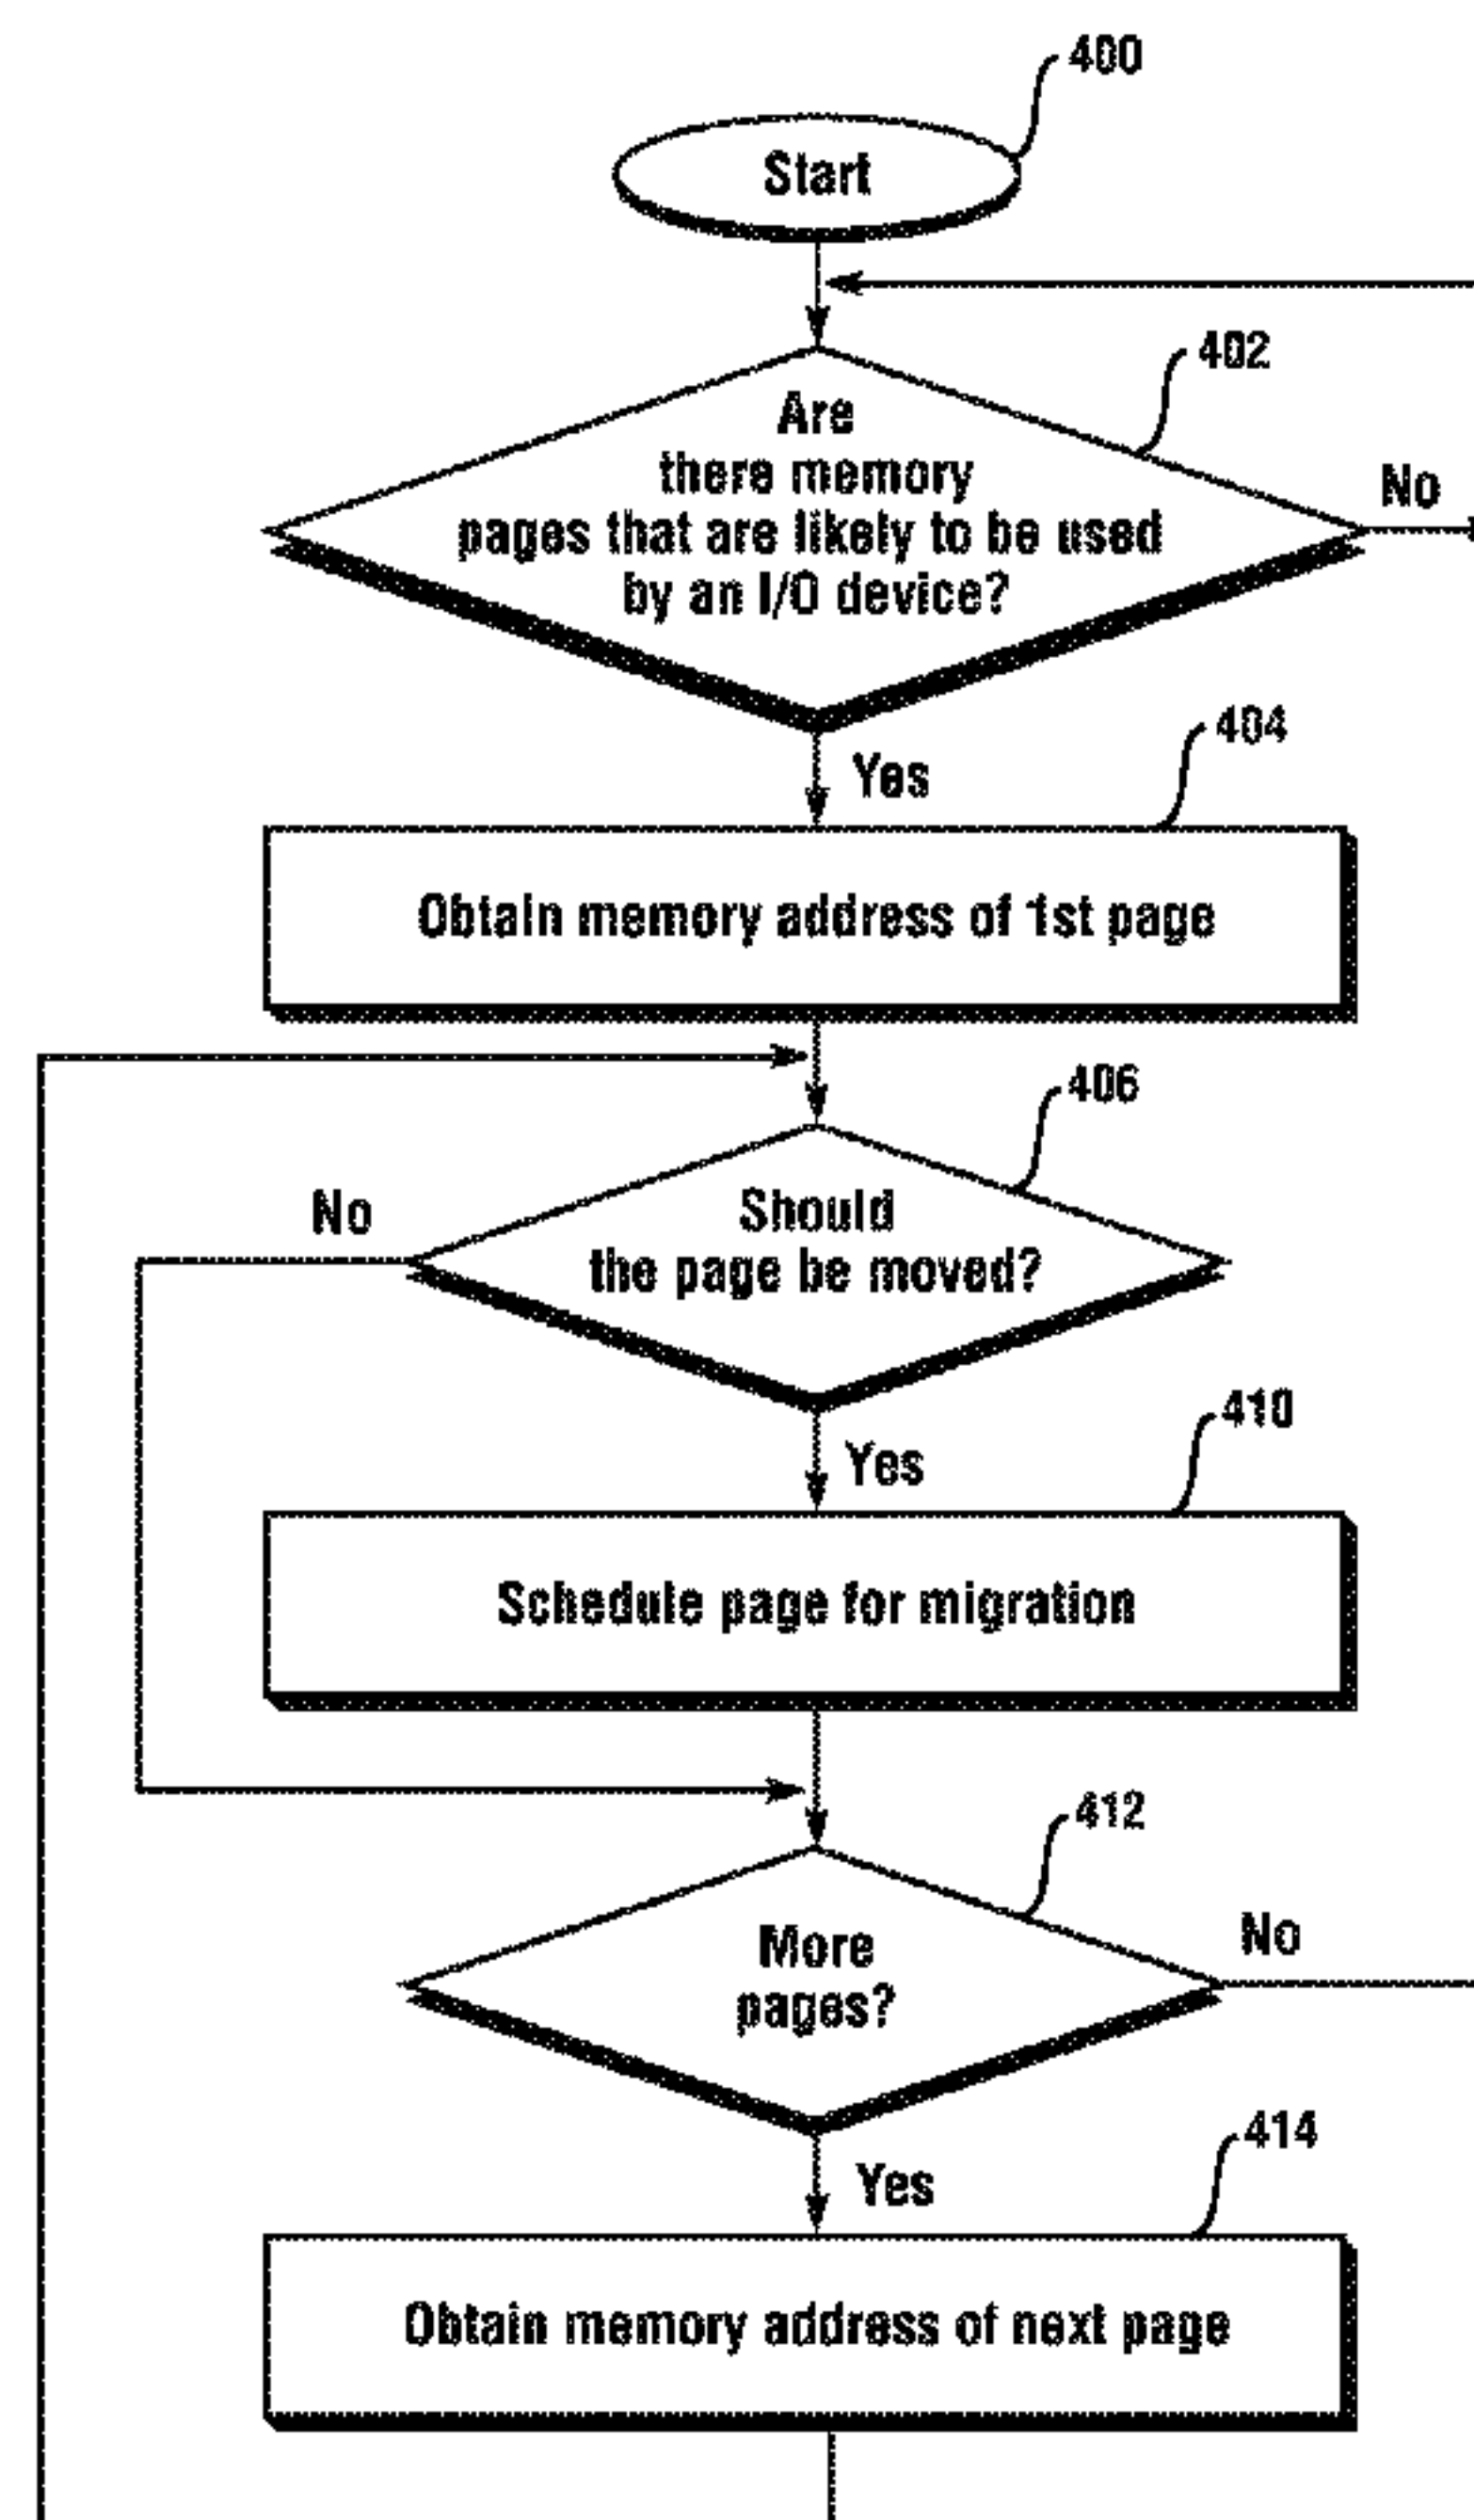 400
Start
402
Are
there memory
pages that are likely to be used
by an I/O device?
No
Yes
404
Obtain memory address of 1st page
406
No
Should
the page be moved?
Yes
410
Schedule page for migration
412
More
pages?
No
Yes
414
Obtain memory address of next page